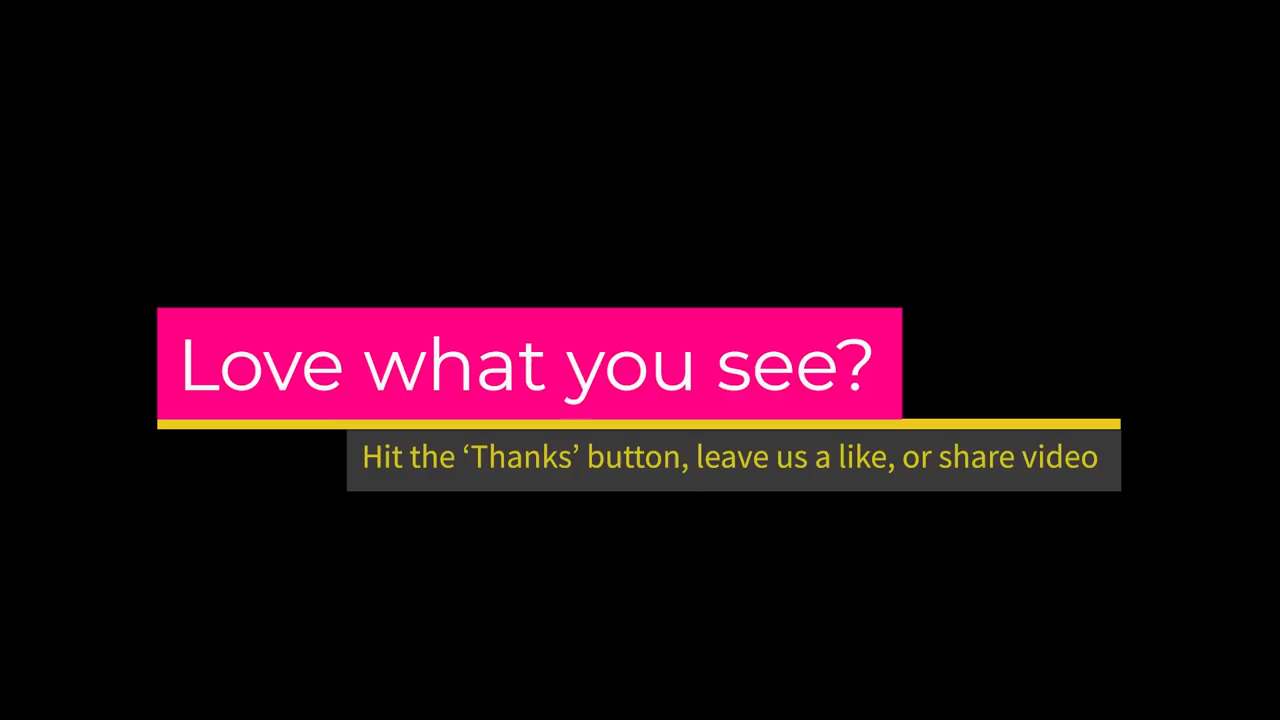 Love what you see?
Hit the ‘Thanks’ button, leave us a like, or share video